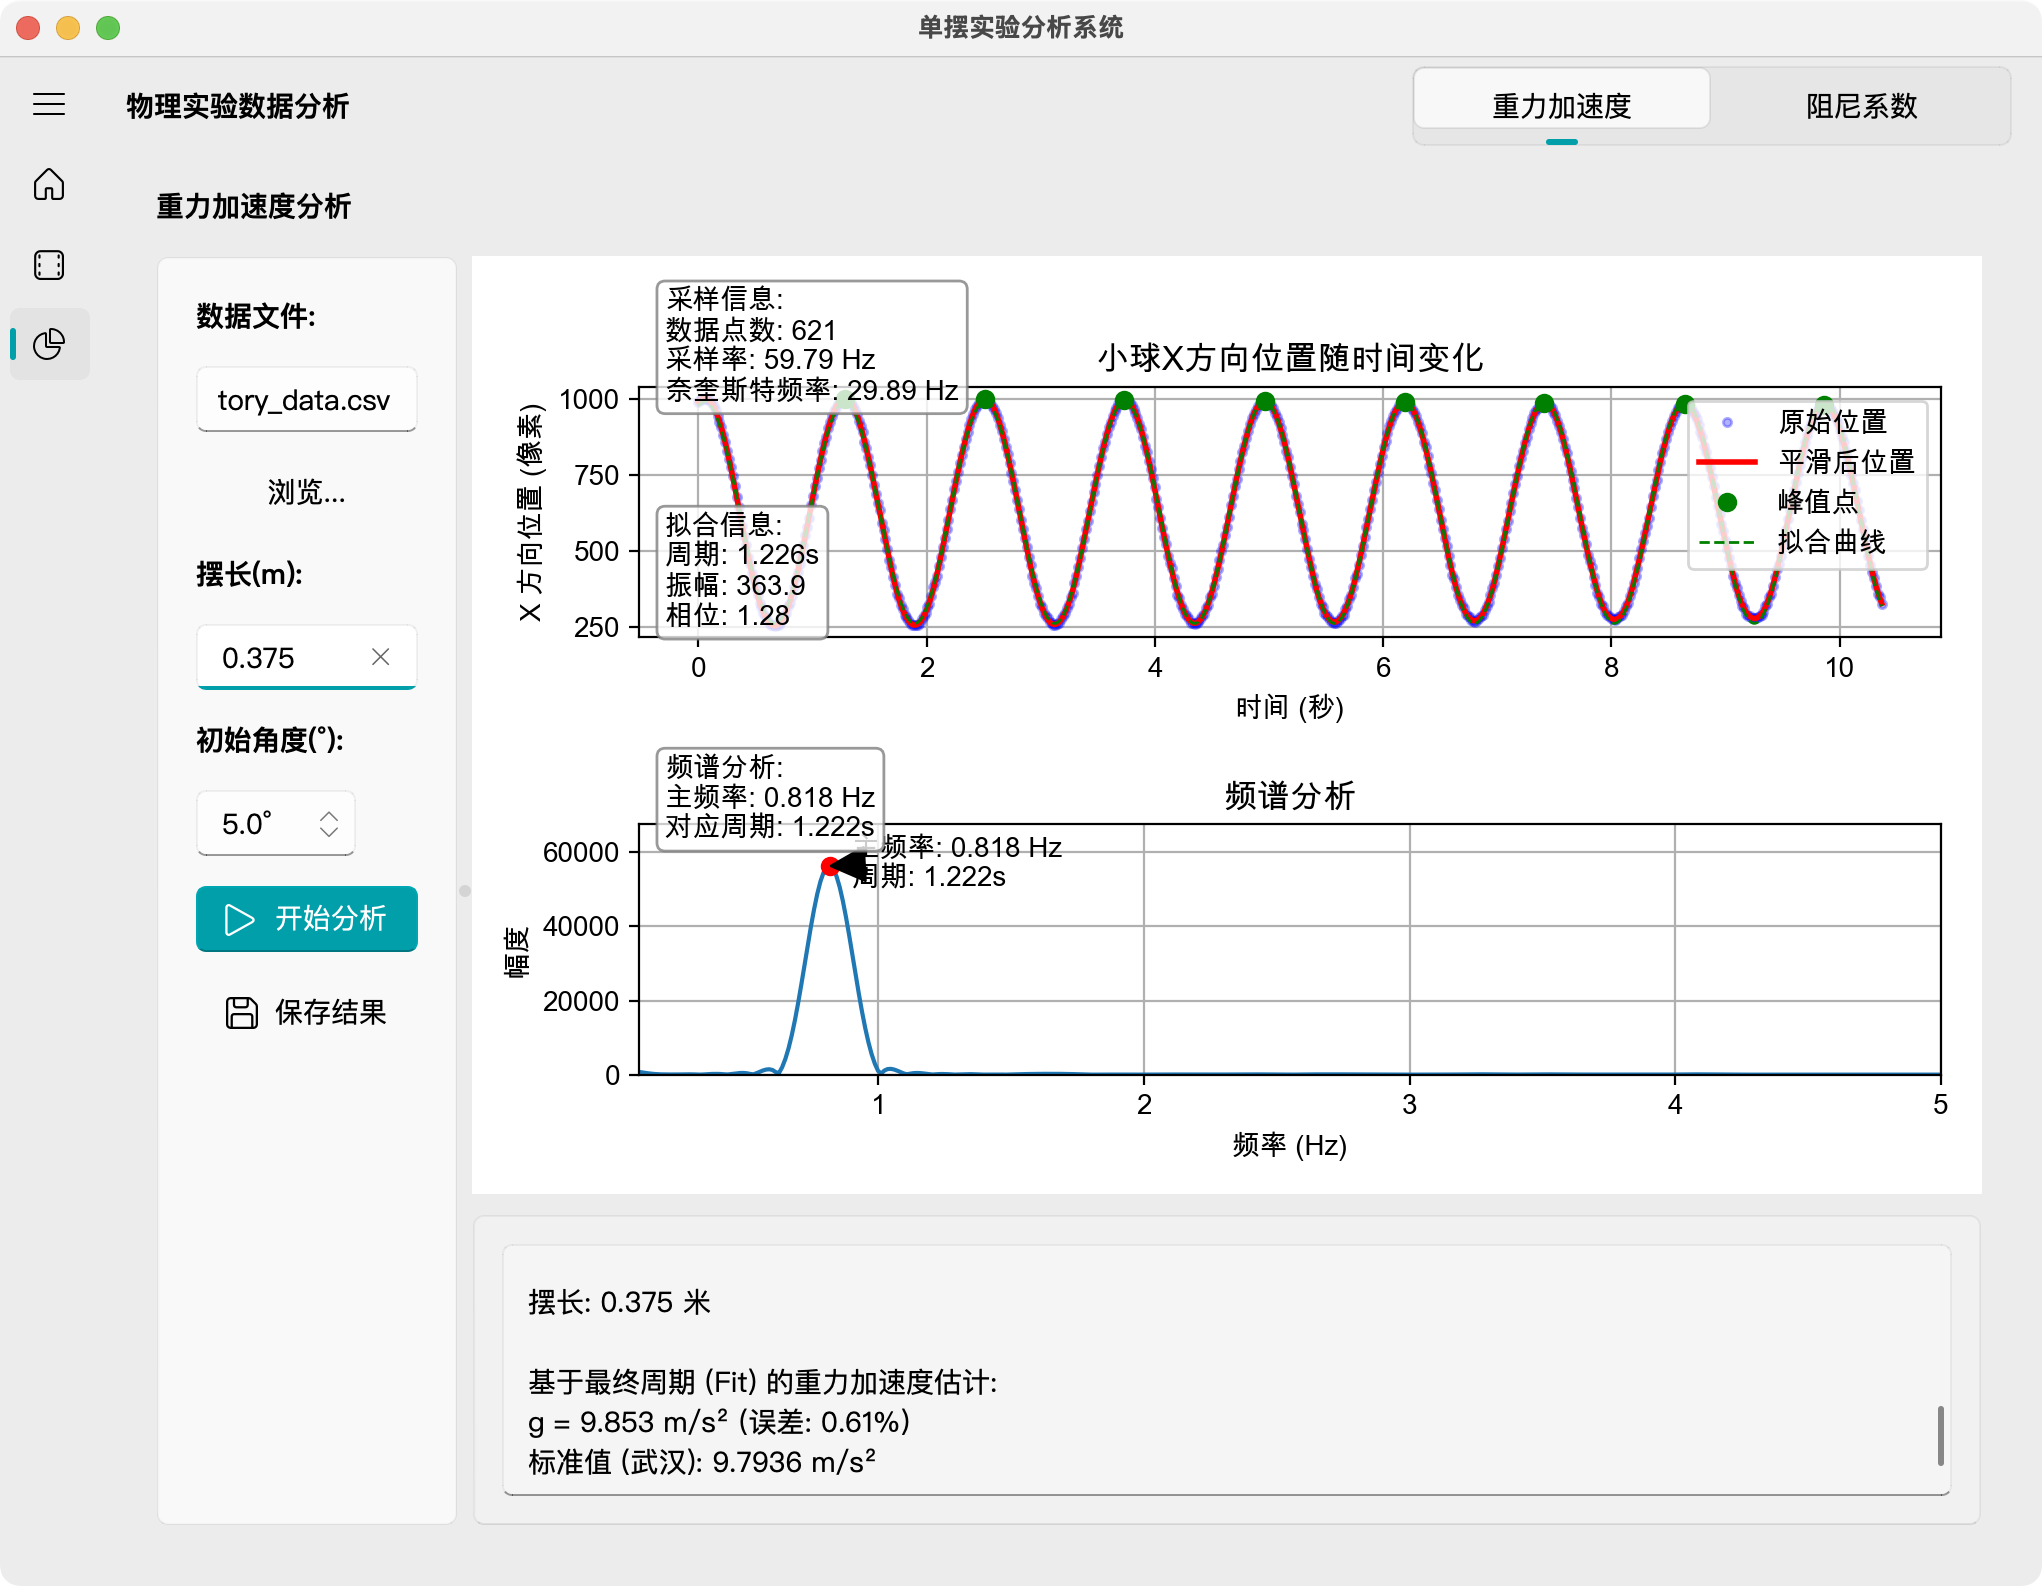 单摆实验分析系统
物理实验数据分析
重力加速度
阻尼系数
重力加速度分析
数据文件:
tory_data.csv
浏览...
摆长(m):
0.375
初始角度(°):
5.0°
开始分析
保存结果
采样信息:
数据点数: 621
采样率: 59.79 Hz
奈奎斯特频率: 29.89 Hz
小球X方向位置随时间变化
X 方向位置 (像素)
1000
750
500
250
拟合信息:
周期: 1.226s
振幅: 363.9
相位: 1.28
原始位置
平滑后位置
峰值点
拟合曲线
0
2
4
6
8
10
时间 (秒)
频谱分析:
主频率: 0.818 Hz
对应周期: 1.222s
频谱分析
主频率: 0.818 Hz
周期: 1.222s
幅度
60000
40000
20000
0
1
2
3
4
5
频率 (Hz)
摆长: 0.375 米
基于最终周期 (Fit) 的重力加速度估计:
g = 9.853 m/s² (误差: 0.61%)
标准值 (武汉): 9.7936 m/s²